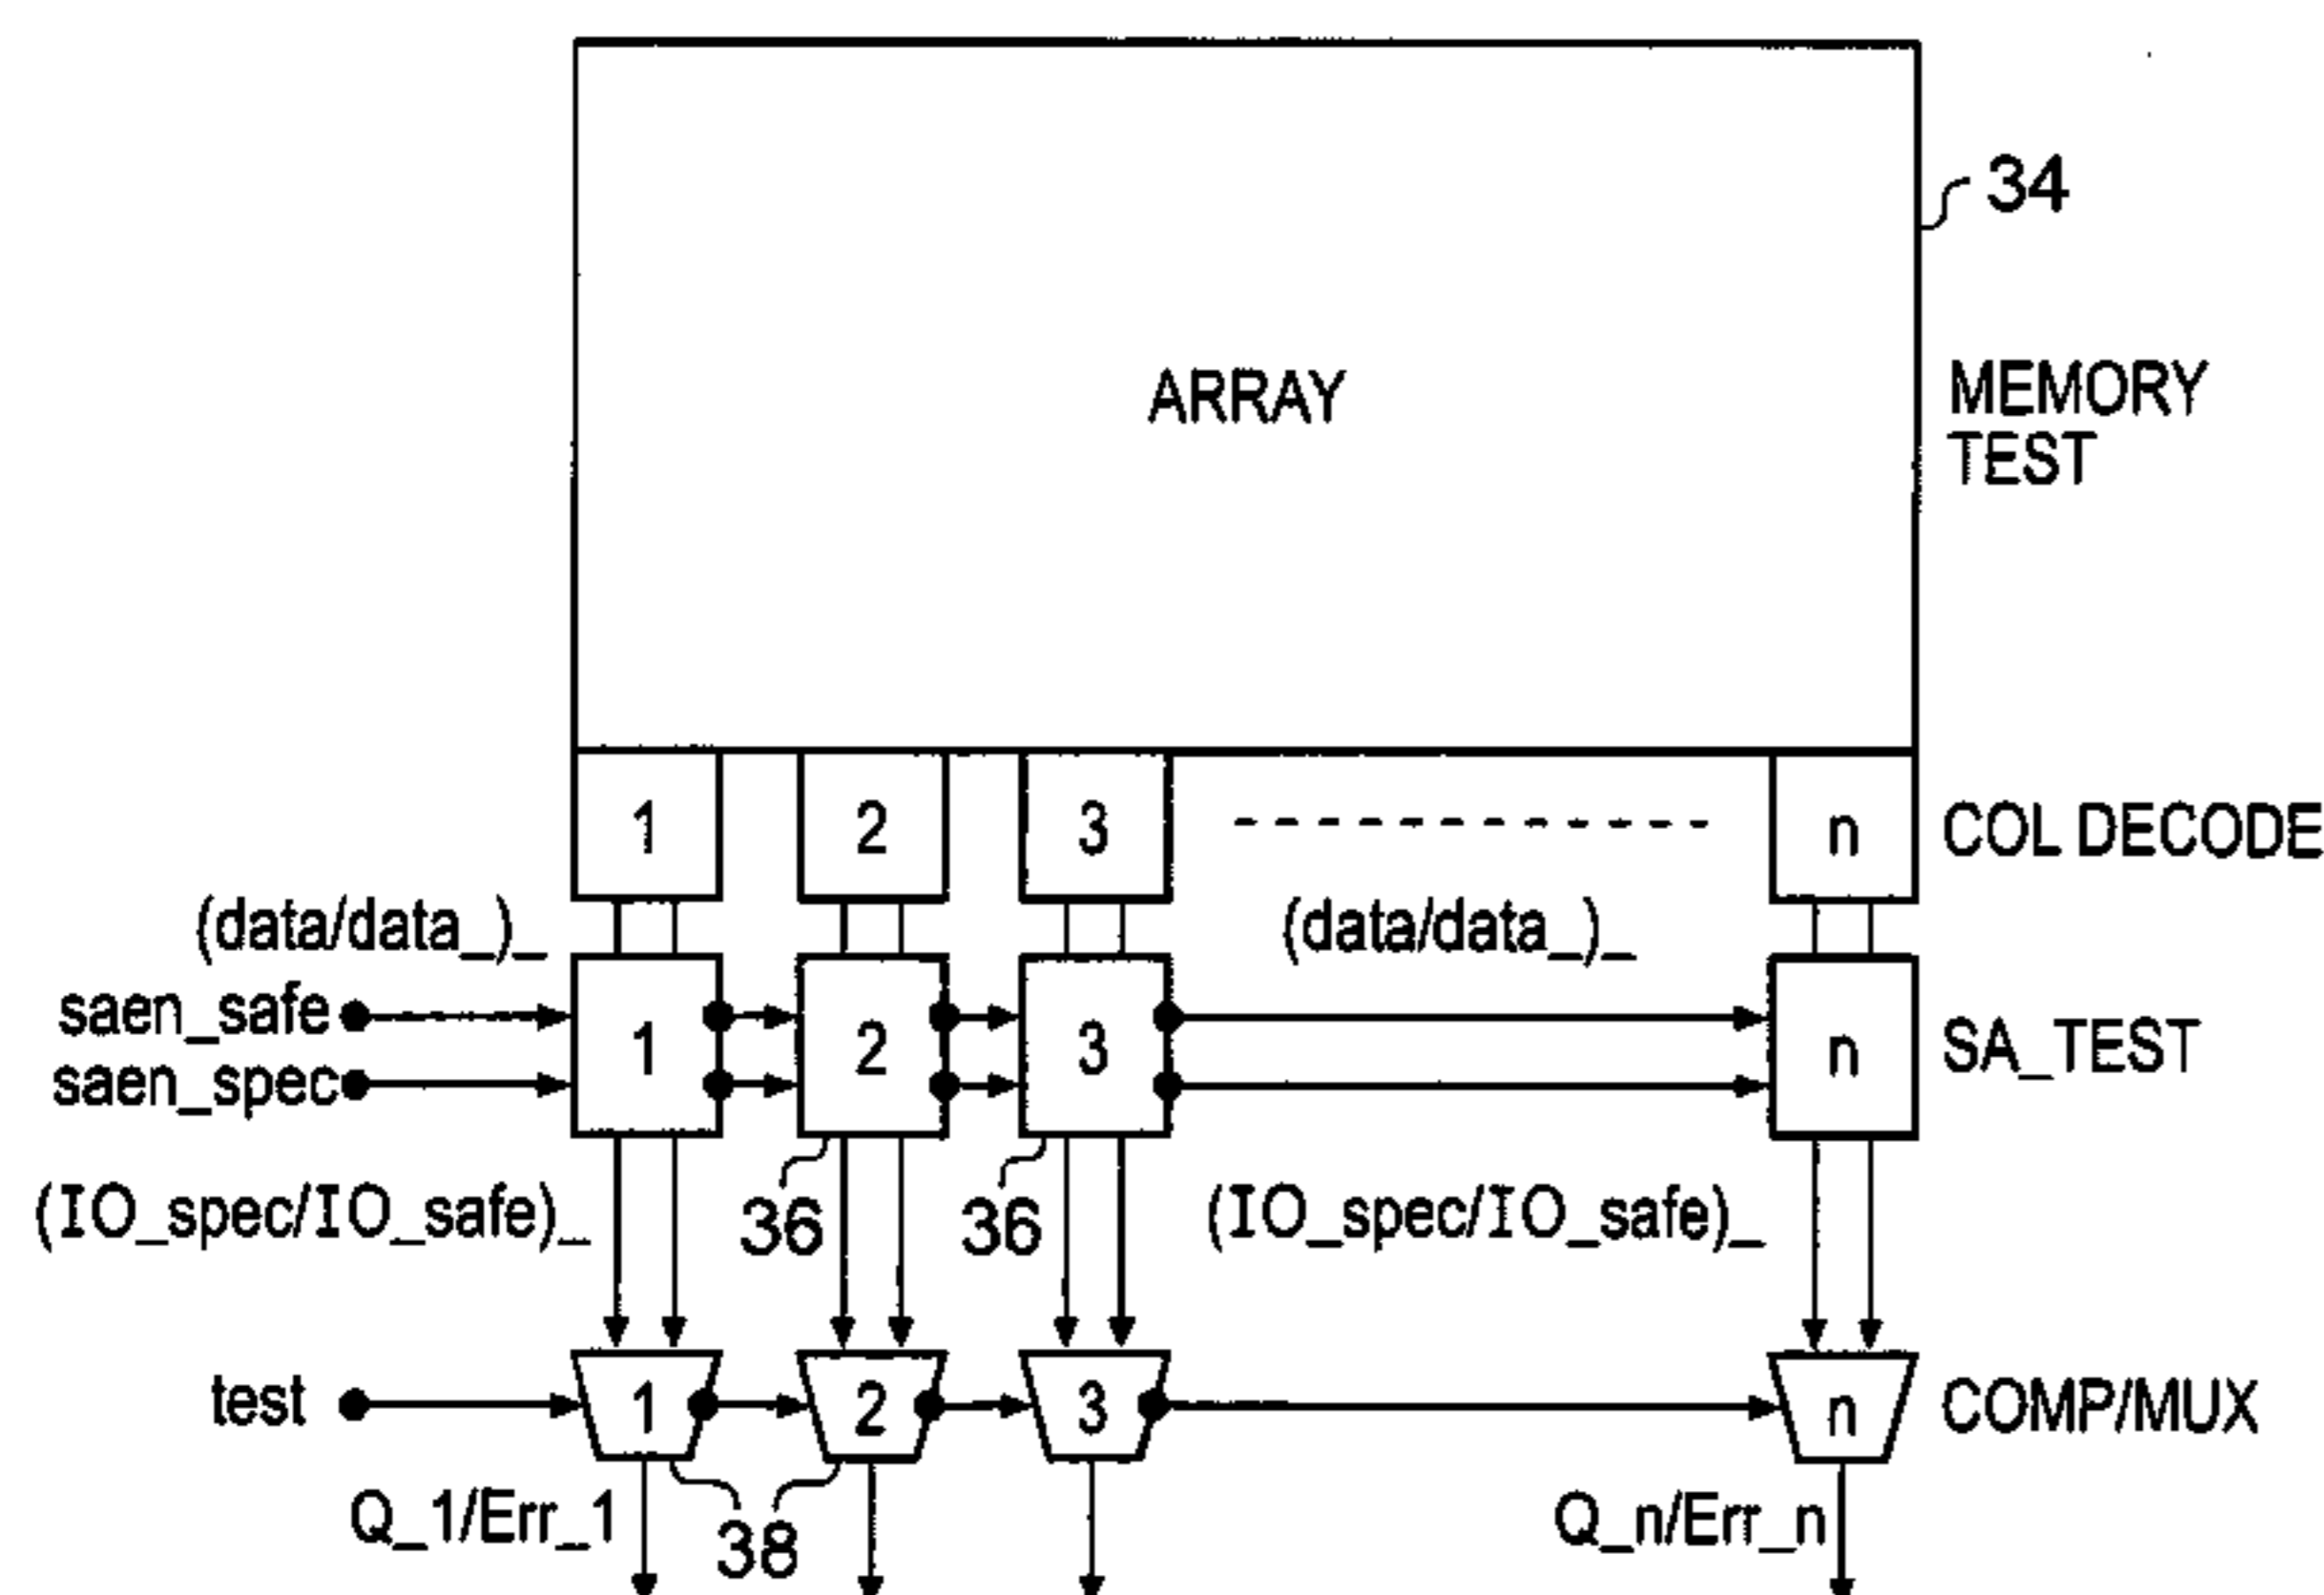 34
ARRAY
MEMORY
TEST
1 2 3 n COL DECODE
(data/data_)_ (data/data_)_
saen_safe
1 2 3 n SA_TEST
saen_spec
(IO_spec/IO_safe)_ 36 36 (IO_spec/IO_safe)_
test 1 2 3 n COMP/MUX
Q_1/Err_1 38 Q_n/Err_n